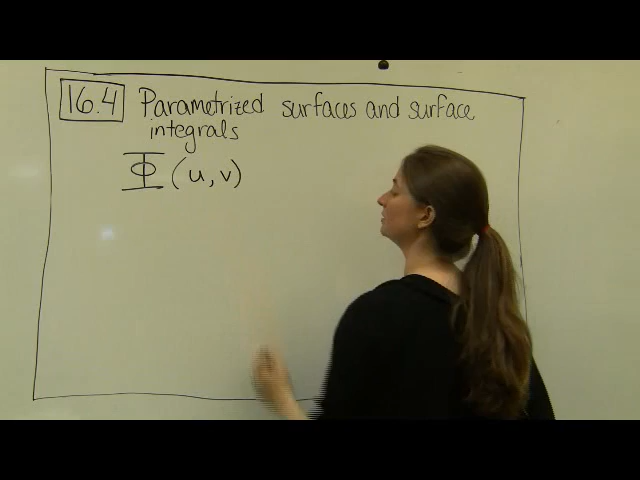 16.4 Parametrized surfaces and surface
integrals
Φ(u,v)